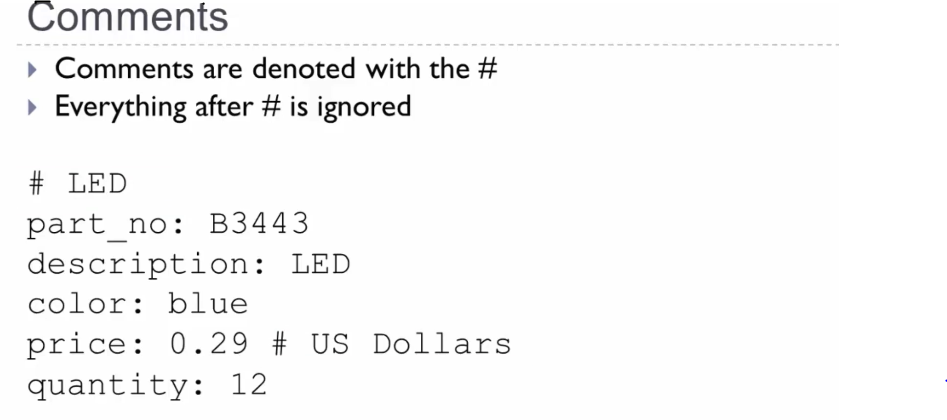 Comments
Comments are denoted with the #
Everything after # is ignored
# LED
part_no: B3443
description: LED
color: blue
price: 0.29 # US Dollars
quantity: 12